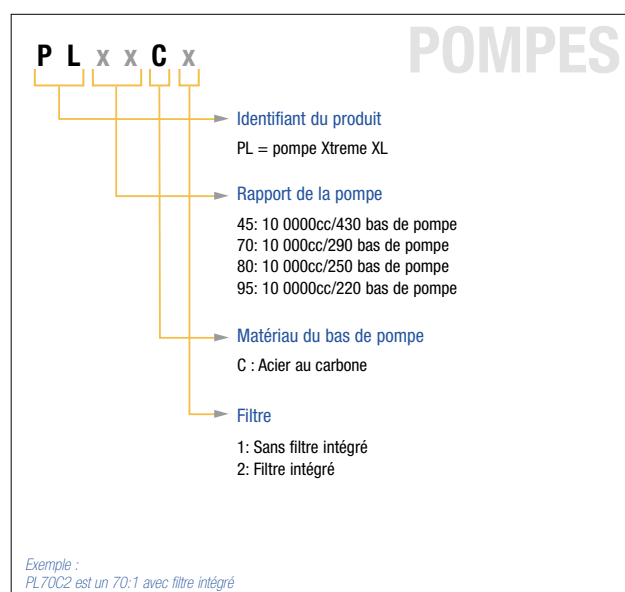 POMPES
P L x x C x
Identifiant du produit
PL = pompe Xtreme XL
Rapport de la pompe
45: 10 0000cc/430 bas de pompe
70: 10 000cc/290 bas de pompe
80: 10 000cc/250 bas de pompe
95: 10 0000cc/220 bas de pompe
Matériau du bas de pompe
C : Acier au carbone
Filtre
1: Sans filtre intégré
2: Filtre intégré
Exemple :
PL70C2 est un 70:1 avec filtre intégré